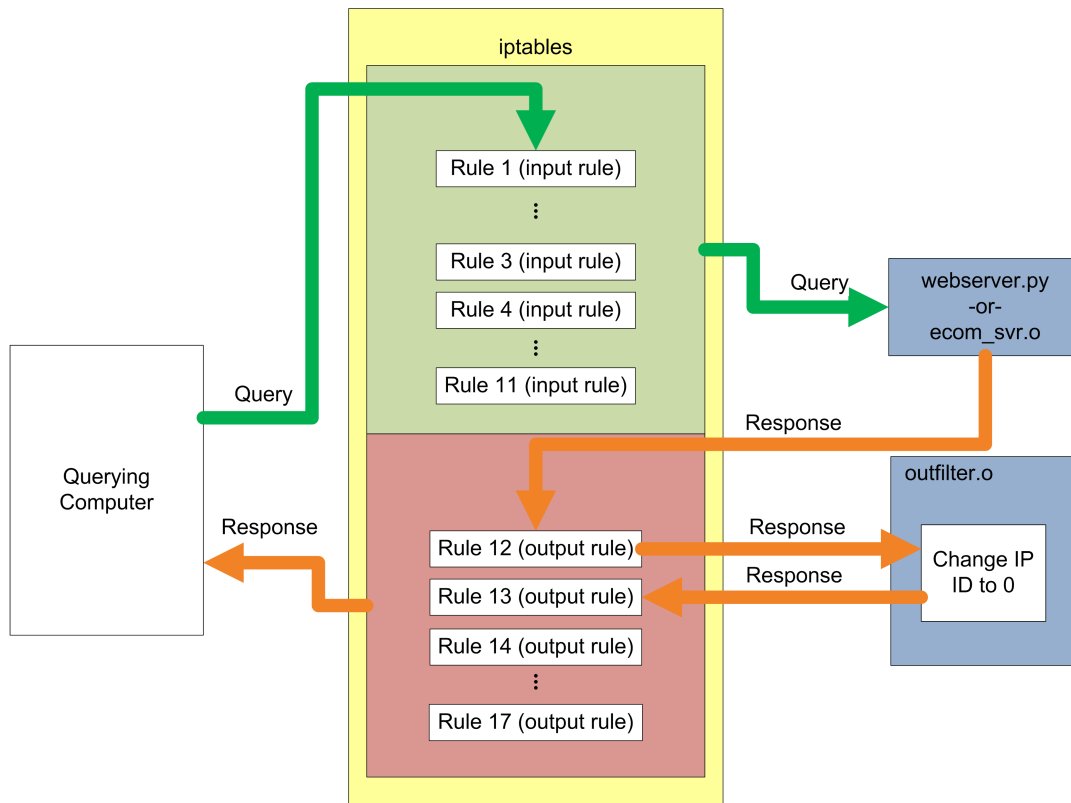 iptables
Rule 1 (input rule)
Rule 3 (input rule)
Rule 4 (input rule)
Rule 11 (input rule)
Query
webserver.py
-or-
ecom_svr.o
Query
Querying
Computer
Response
outfilter.o
Response
Rule 12 (output rule)
Response
Change IP
ID to 0
Rule 13 (output rule)
Response
Rule 14 (output rule)
Rule 17 (output rule)